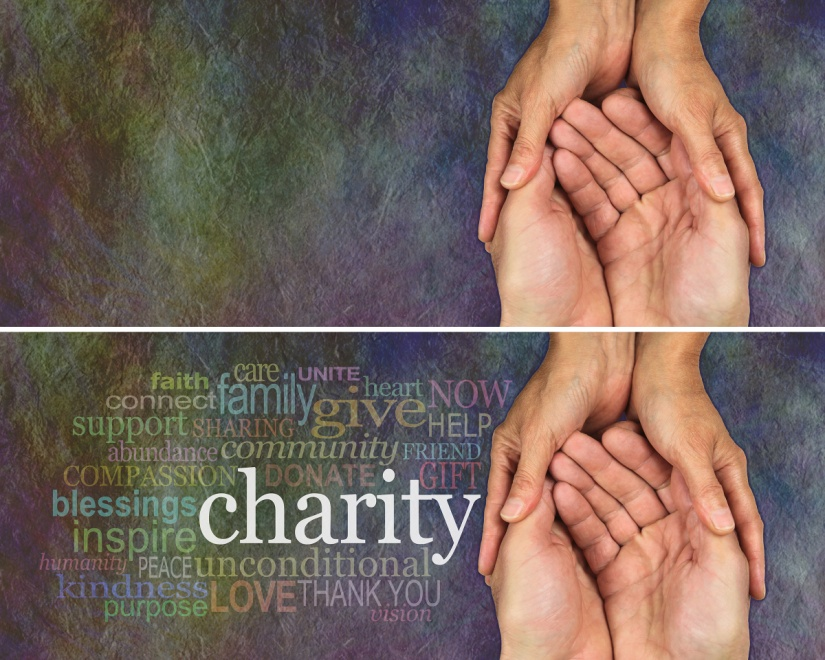 care UNITE
faith family heart NOW
connect give
support SHARING HELP
abundance community FRIEND
COMPASSION DONATE GIFT
blessings charity
inspire
humanity PEACE unconditional
kindness LOVE THANK YOU
purpose vision